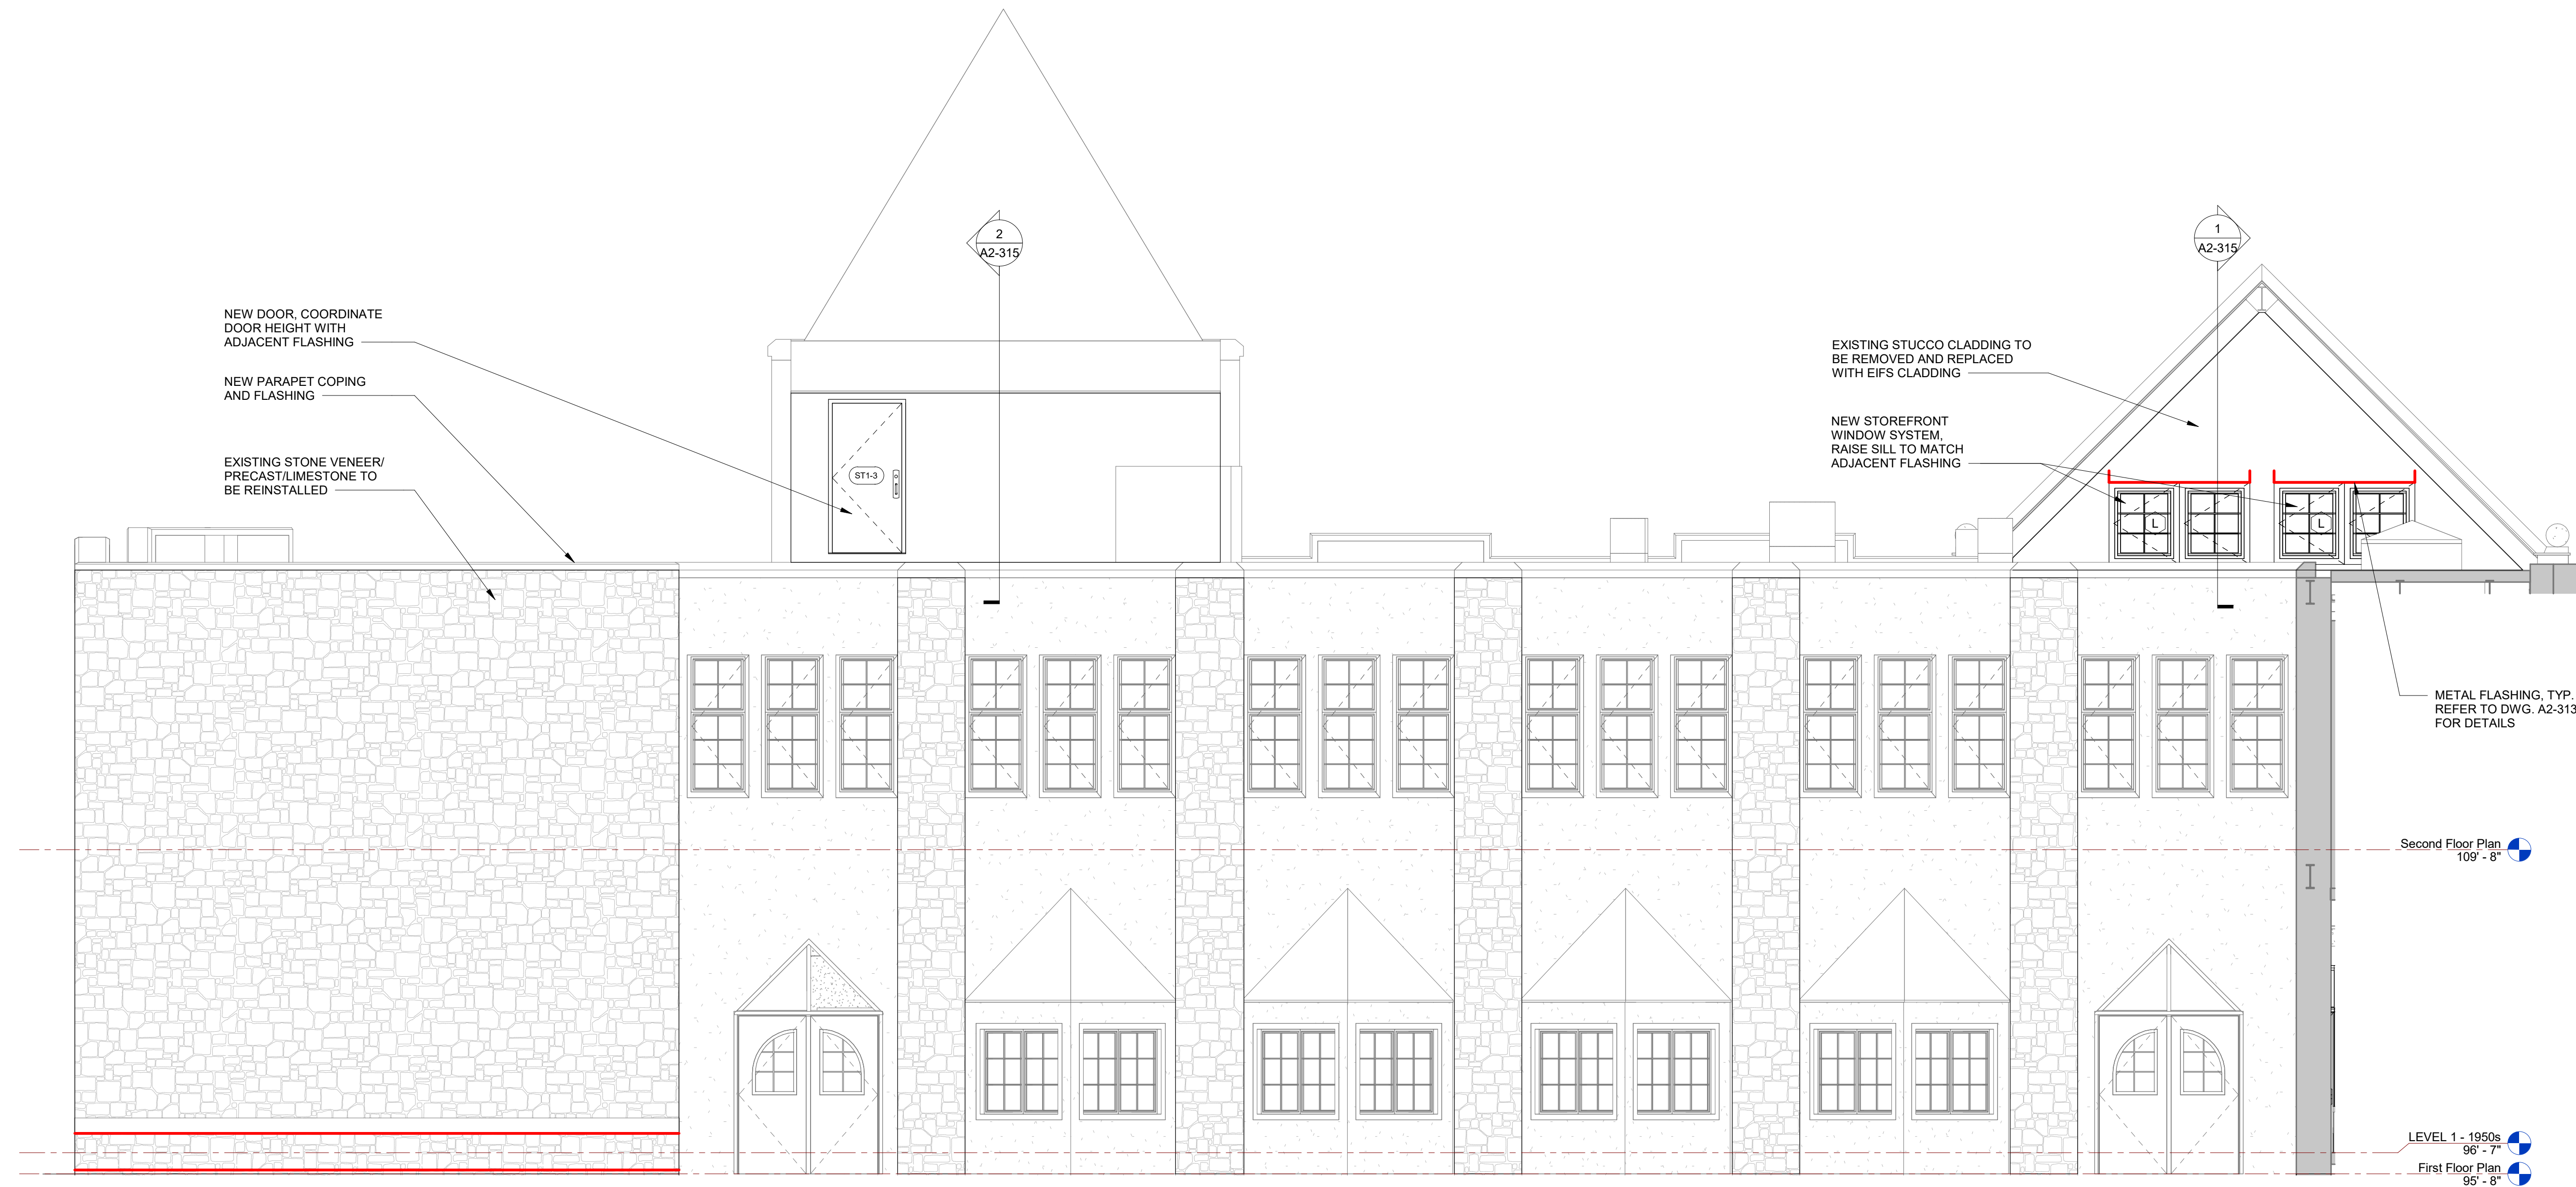 2
A2-315
1
A2-315
NEW DOOR, COORDINATE
DOOR HEIGHT WITH
ADJACENT FLASHING
NEW PARAPET COPING
AND FLASHING
EXISTING STONE VENEER/
PRECAST/LIMESTONE TO
BE REINSTALLED
ST1-3
EXISTING STUCCO CLADDING TO
BE REMOVED AND REPLACED
WITH EIFS CLADDING
NEW STOREFRONT
WINDOW SYSTEM,
RAISE SILL TO MATCH
ADJACENT FLASHING
L
L
METAL FLASHING, TYP.
REFER TO DWG. A2-313
FOR DETAILS
Second Floor Plan
109' - 8"
LEVEL 1 - 1950s
96' - 7"
First Floor Plan
95' - 8"